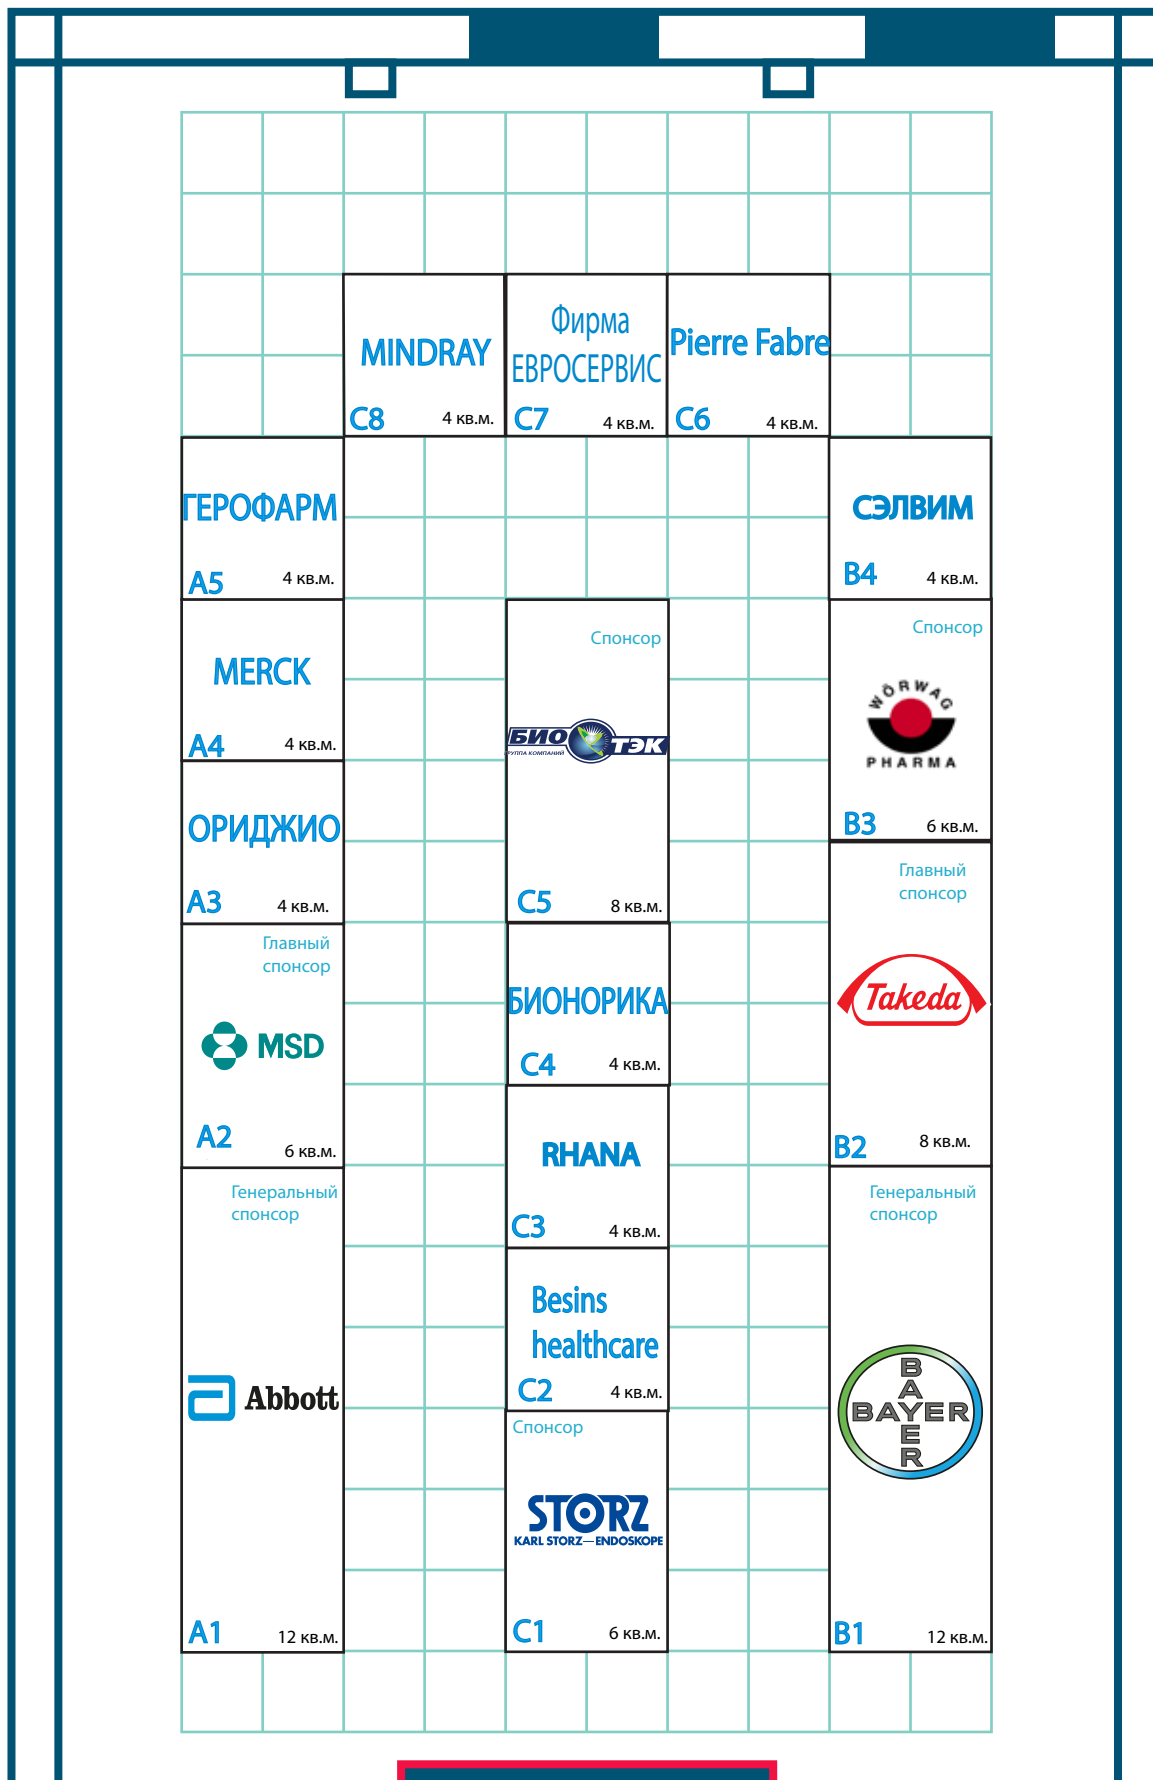 MINDRAY
C8
4 кв.м.
Фирма
ЕВРОСЕРВИС
C7
4 кв.м.
Pierre Fabre
C6
4 кв.м.
ГЕРОФАРМ
A5
4 кв.м.
СЭЛВИМ
B4
4 кв.м.
MERCK
A4
4 кв.м.
Спонсор
БИО ТЭК
ГРУППА КОМПАНИЙ
C5
8 кв.м.
Спонсор
WÖRWAG
PHARMA
B3
6 кв.м.
ОРИДЖИО
A3
4 кв.м.
Главный
спонсор
Takeda
B2
8 кв.м.
Главный
спонсор
MSD
A2
6 кв.м.
БИОНОРИКА
C4
4 кв.м.
RHANA
C3
4 кв.м.
Генеральный
спонсор
Abbott
A1
12 кв.м.
Besins
healthcare
C2
4 кв.м.
Спонсор
STORZ
KARL STORZ—ENDOSKOPE
C1
6 кв.м.
Генеральный
спонсор
BAYER
BAYER
B1
12 кв.м.